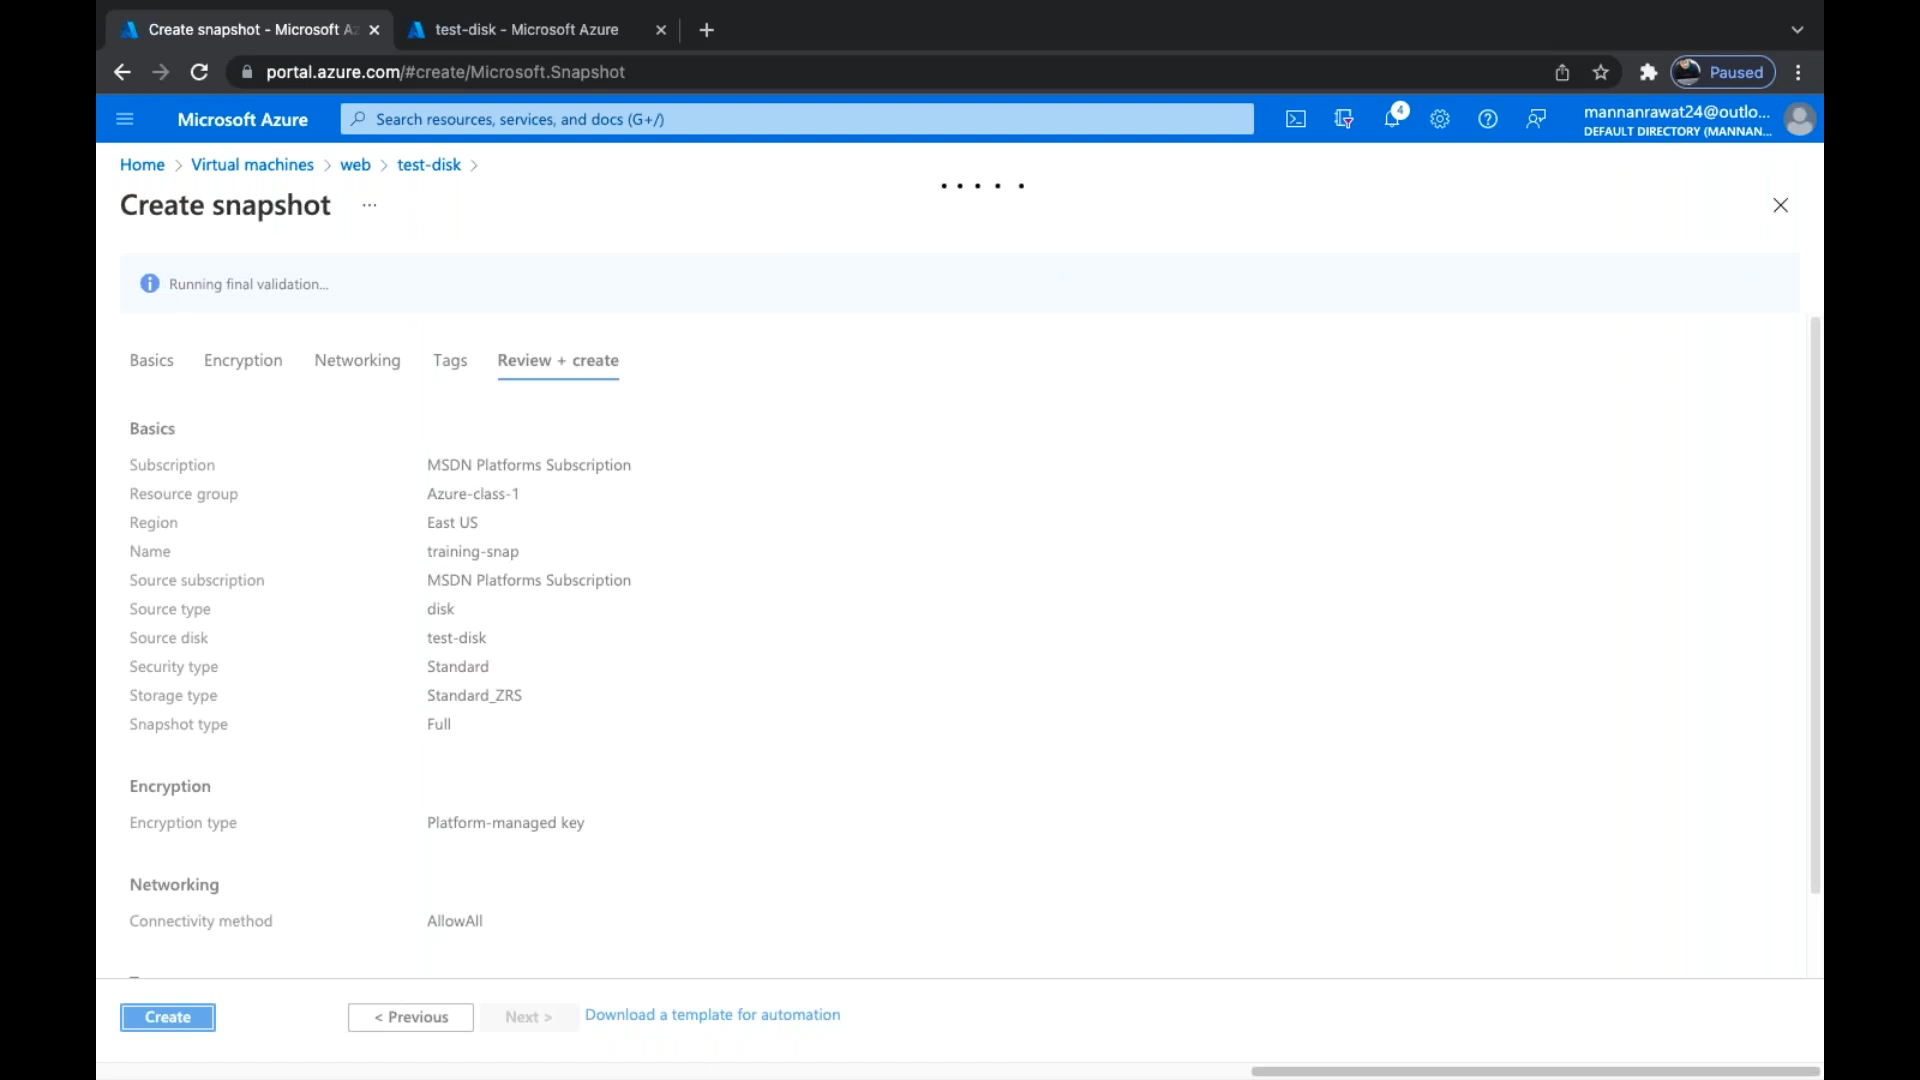 Create snapshot - Microsoft Az
test-disk - Microsoft Azure
portal.azure.com/#create/Microsoft.Snapshot
Paused
Microsoft Azure
Search resources, services, and docs (G+/)
4
mannanrawat24@outlo...
DEFAULT DIRECTORY (MANNAN...
Home > Virtual machines > web > test-disk >
Create snapshot ...
Running final validation...
Basics Encryption Networking Tags Review + create
Basics
Subscription MSDN Platforms Subscription
Resource group Azure-class-1
Region East US
Name training-snap
Source subscription MSDN Platforms Subscription
Source type disk
Source disk test-disk
Security type Standard
Storage type Standard_ZRS
Snapshot type Full
Encryption
Encryption type Platform-managed key
Networking
Connectivity method AllowAll
Create < Previous Next > Download a template for automation